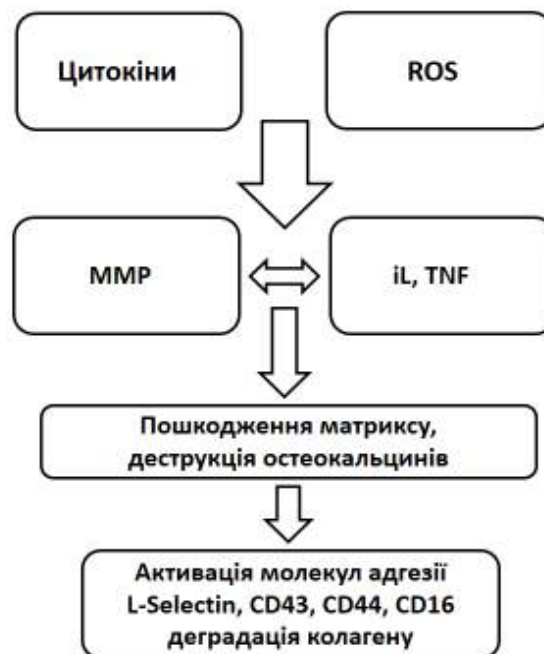 Цитокіни
ROS
MMP
iL, TNF
Пошкодження матриксу,
деструкція остеокальцинів
Активація молекул адгезії
L-Selectin, CD43, CD44, CD16
деградація колагену